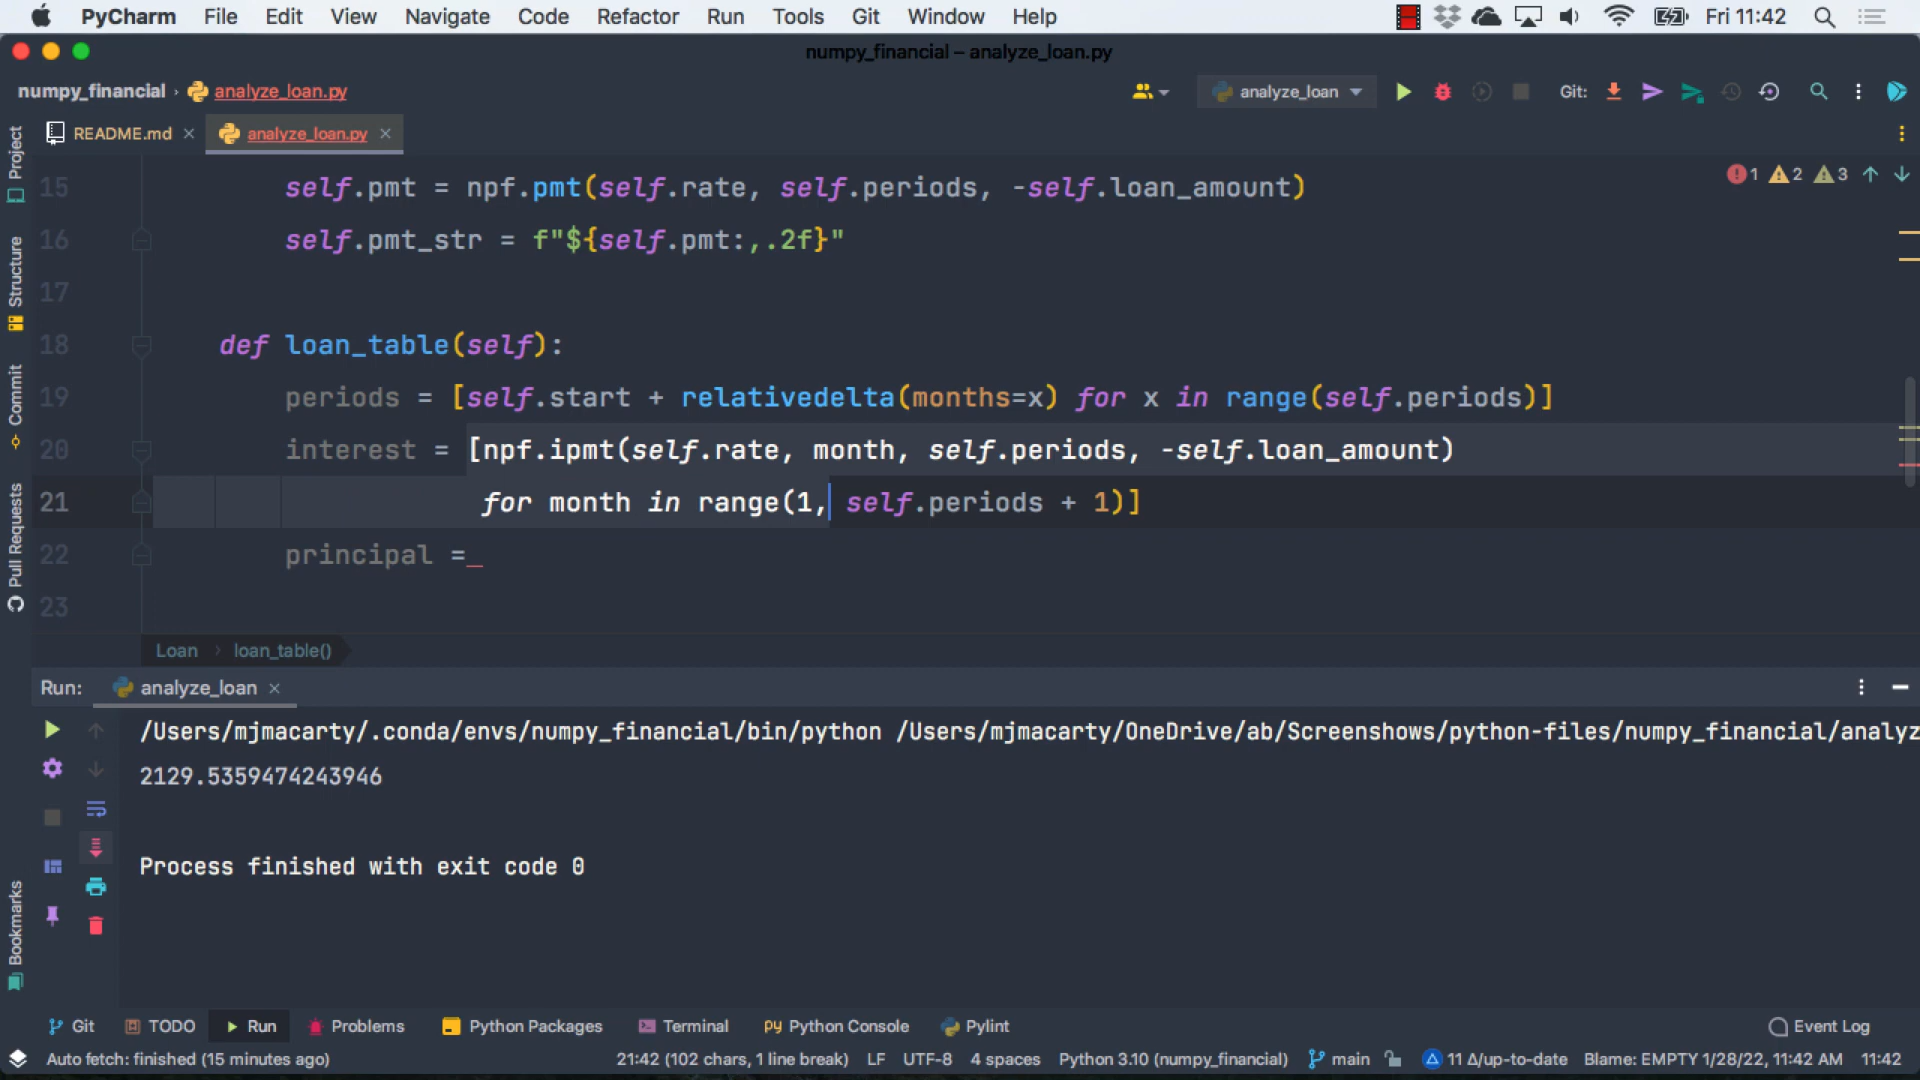 PyCharm File Edit View Navigate Code Refactor Run Tools Git Window Help Fri 11:42
numpy_financial – analyze_loan.py
numpy_financial › analyze_loan.py analyze_loan Git:
README.md analyze_loan.py
Project
Structure
Commit
Pull Requests
Bookmarks
1 2 3
15 self.pmt = npf.pmt(self.rate, self.periods, -self.loan_amount)
16 self.pmt_str = f"${self.pmt:,.2f}"
17
18 def loan_table(self):
19 periods = [self.start + relativedelta(months=x) for x in range(self.periods)]
20 interest = [npf.ipmt(self.rate, month, self.periods, -self.loan_amount)
21 for month in range(1, self.periods + 1)]
22 principal =_
23
Loan › loan_table()
Run: analyze_loan
/Users/mjmacarty/.conda/envs/numpy_financial/bin/python /Users/mjmacarty/OneDrive/ab/Screenshows/python-files/numpy_financial/analyz
2129.5359474243946
Process finished with exit code 0
Git TODO Run Problems Python Packages Terminal Python Console Pylint Event Log
Auto fetch: finished (15 minutes ago) 21:42 (102 chars, 1 line break) LF UTF-8 4 spaces Python 3.10 (numpy_financial) main 11 Δ/up-to-date Blame: EMPTY 1/28/22, 11:42 AM 11:42